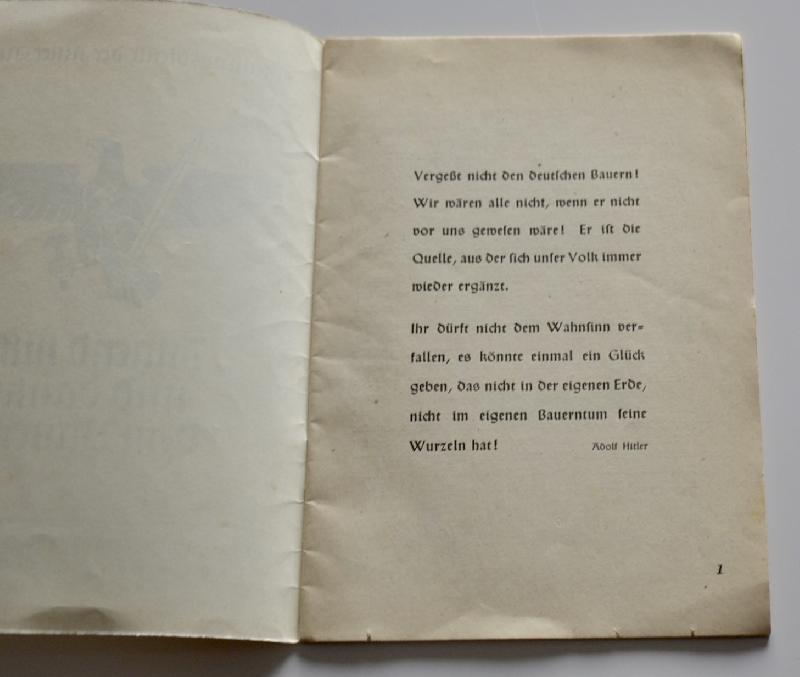 Vergeßt nicht den deutschen Bauern!
Wir wären alle nicht, wenn er nicht
vor uns gewesen wäre! Er ist die
Quelle, aus der sich unser Volk immer
wieder ergänzt.
Ihr dürft nicht dem Wahnsinn ver=
fallen, es könnte einmal ein Glück
geben, das nicht in der eigenen Erde,
nicht im eigenen Bauerntum seine
Wurzeln hat!
Adolf Hitler
1